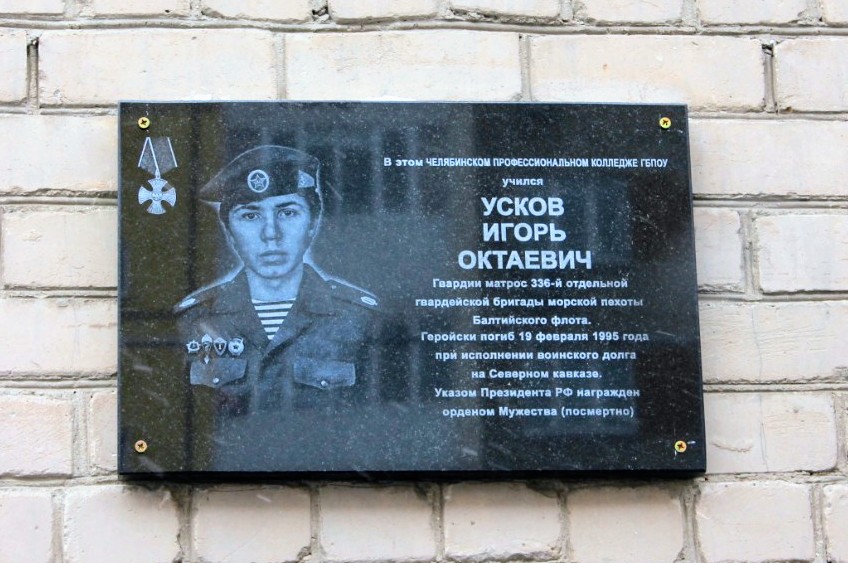 В этом ЧЕЛЯБИНСКОМ ПРОФЕССИОНАЛЬНОМ КОЛЛЕДЖЕ ГБПОУ
учился
УСКОВ
ИГОРЬ
ОКТАЕВИЧ
Гвардии матрос 336-й отдельной
гвардейской бригады морской пехоты
Балтийского флота.
Геройски погиб 19 февраля 1995 года
при исполнении воинского долга
на Северном кавказе.
Указом Президента РФ награжден
орденом Мужества (посмертно)